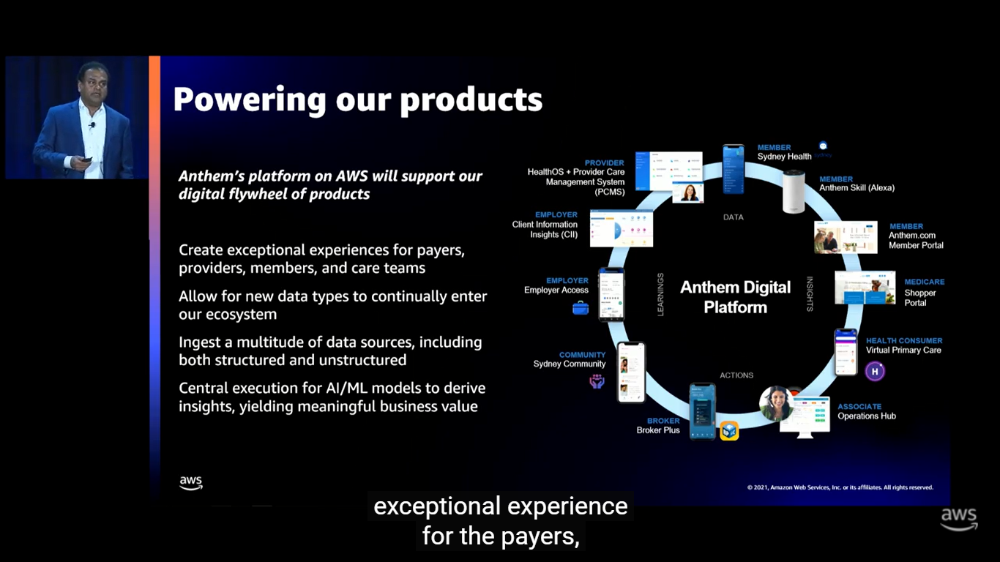 Powering our products
Anthem's platform on AWS will support our
digital flywheel of products
Create exceptional experiences for payers,
providers, members, and care teams
Allow for new data types to continually enter
our ecosystem
Ingest a multitude of data sources, including
both structured and unstructured
Central execution for AI/ML models to derive
insights, yielding meaningful business value
MEMBER
Sydney Health
MEMBER
Anthem Skill (Alexa)
MEMBER
Anthem.com
Member Portal
MEDICARE
Shopper
Portal
HEALTH CONSUMER
Virtual Primary Care
H
ASSOCIATE
Operations Hub
BROKER
Broker Plus
COMMUNITY
Sydney Community
EMPLOYER
Employer Access
EMPLOYER
Client Information
Insights (CII)
PROVIDER
HealthOS + Provider Care
Management System
(PCMS)
DATA
INSIGHTS
ACTIONS
LEARNINGS
Anthem Digital
Platform
aws
© 2021, Amazon Web Services, Inc. or its affiliates. All rights reserved.
exceptional experience
for the payers,
aws